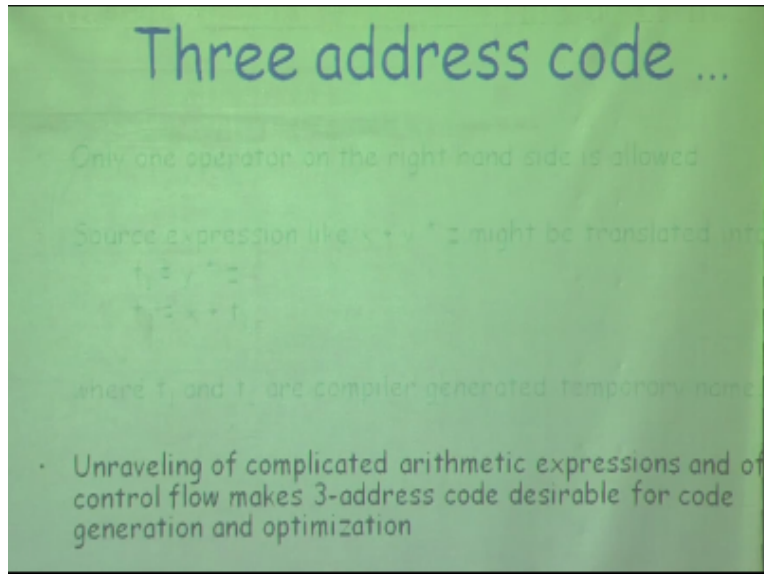 Three address code ...
• Only one operator on the right hand side is allowed
• Source expression like x + y * z might be translated into
t₁ = y * z
t₂ = x + t₁
where t₁ and t₂ are compiler generated temporary name
• Unraveling of complicated arithmetic expressions and of
control flow makes 3-address code desirable for code
generation and optimization